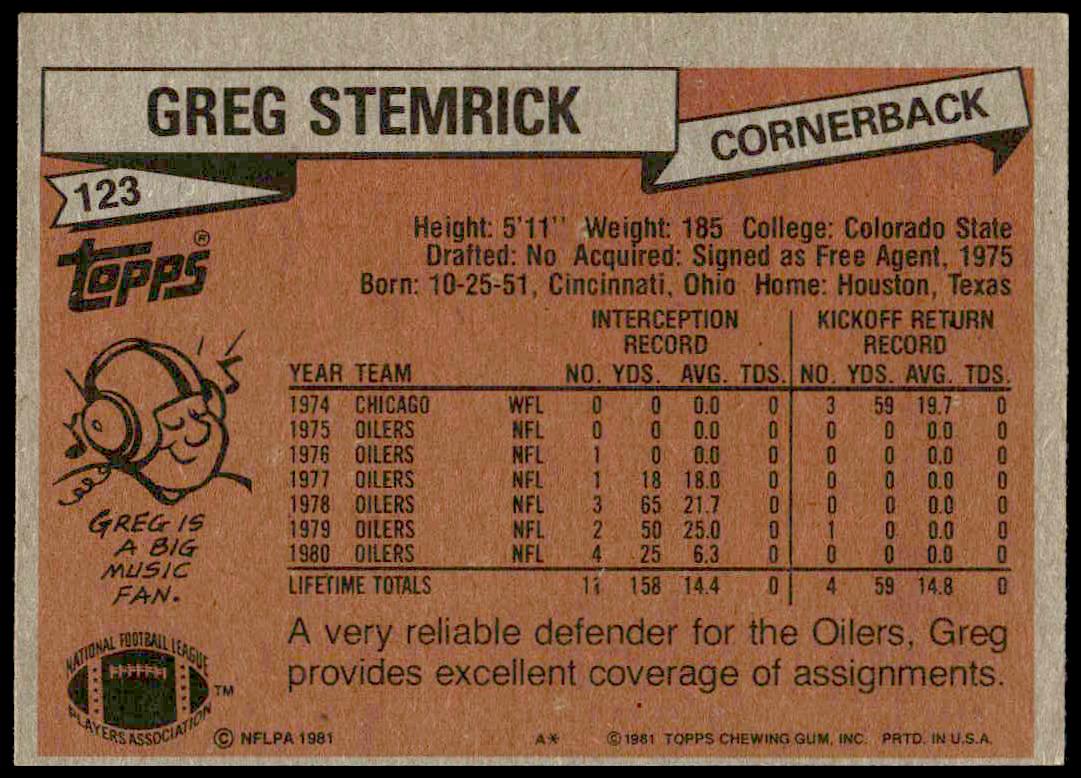 GREG STEMRICK
CORNERBACK
123
Topps®
Height: 5'11" Weight: 185 College: Colorado State
Drafted: No Acquired: Signed as Free Agent, 1975
Born: 10-25-51, Cincinnati, Ohio Home: Houston, Texas
INTERCEPTION RECORD KICKOFF RETURN RECORD
YEAR TEAM NO. YDS. AVG. TDS. NO. YDS. AVG. TDS.
1974 CHICAGO WFL 0 0 0.0 0 3 59 19.7 0
1975 OILERS NFL 0 0 0.0 0 0 0 0.0 0
1976 OILERS NFL 1 0 0.0 0 0 0 0.0 0
1977 OILERS NFL 1 18 18.0 0 0 0 0.0 0
1978 OILERS NFL 3 65 21.7 0 0 0 0.0 0
1979 OILERS NFL 2 50 25.0 0 1 0 0.0 0
1980 OILERS NFL 4 25 6.3 0 0 0 0.0 0
LIFETIME TOTALS 11 158 14.4 0 4 59 14.8 0
GREG IS
A BIG
MUSIC
FAN.
A very reliable defender for the Oilers, Greg
provides excellent coverage of assignments.
NATIONAL FOOTBALL LEAGUE
PLAYERS ASSOCIATION
TM
© NFLPA 1981 A* © 1981 TOPPS CHEWING GUM, INC. PRTD. IN U.S.A.